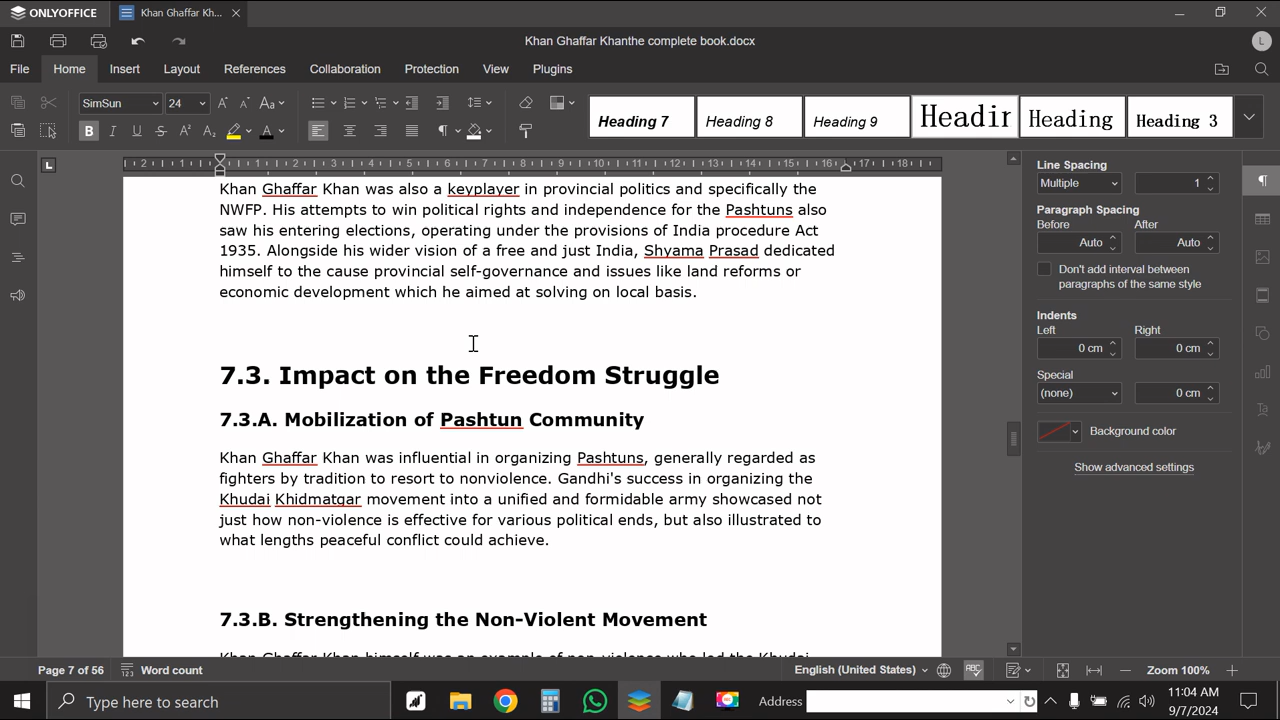 ONLYOFFICE
Khan Ghaffar Kh...
Khan Ghaffar Khanthe complete book.docx
L
File Home Insert Layout References Collaboration Protection View Plugins
SimSun 24
Heading 7 Heading 8 Heading 9 Headir Heading Heading 3
Khan Ghaffar Khan was also a keyplayer in provincial politics and specifically the
NWFP. His attempts to win political rights and independence for the Pashtuns also
saw his entering elections, operating under the provisions of India procedure Act
1935. Alongside his wider vision of a free and just India, Shyama Prasad dedicated
himself to the cause provincial self-governance and issues like land reforms or
economic development which he aimed at solving on local basis.
7.3. Impact on the Freedom Struggle
7.3.A. Mobilization of Pashtun Community
Khan Ghaffar Khan was influential in organizing Pashtuns, generally regarded as
fighters by tradition to resort to nonviolence. Gandhi's success in organizing the
Khudai Khidmatgar movement into a unified and formidable army showcased not
just how non-violence is effective for various political ends, but also illustrated to
what lengths peaceful conflict could achieve.
7.3.B. Strengthening the Non-Violent Movement
Line Spacing
Multiple 1
Paragraph Spacing
Before After
Auto Auto
Don't add interval between
paragraphs of the same style
Indents
Left Right
0 cm 0 cm
Special
(none) 0 cm
Background color
Show advanced settings
Page 7 of 56 Word count English (United States) Zoom 100%
Type here to search Address 11:04 AM
9/7/2024